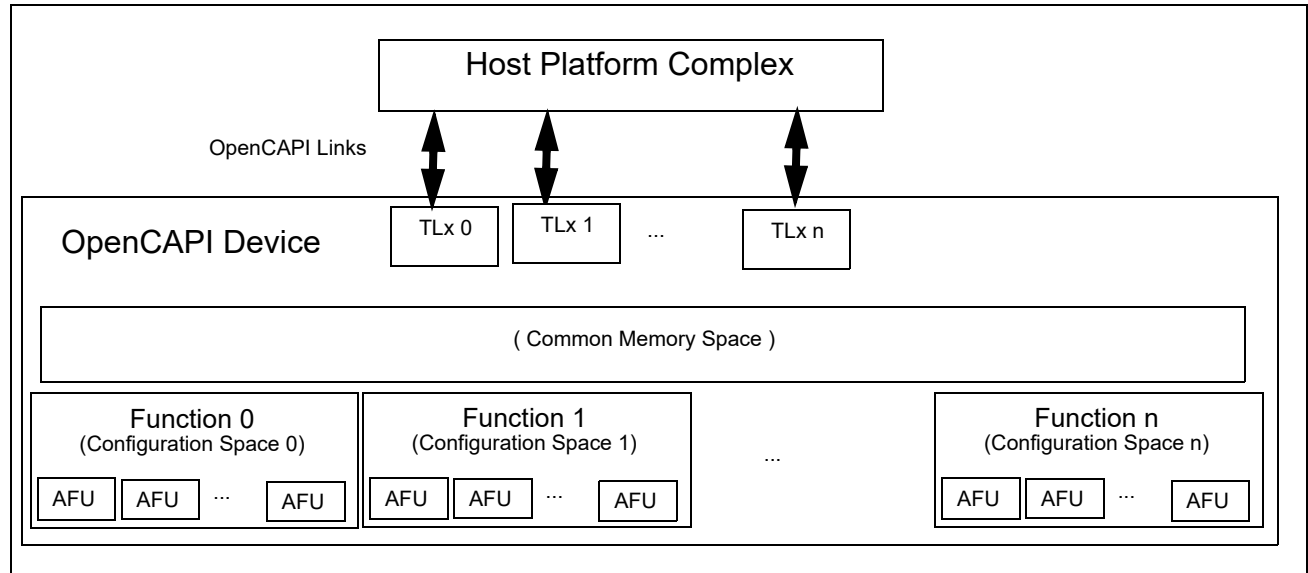 Host Platform Complex
OpenCAPI Links
TLx 0 TLx 1 ... TLx n
OpenCAPI Device
( Common Memory Space )
Function 0
(Configuration Space 0)
AFU AFU ... AFU
Function 1
(Configuration Space 1)
AFU AFU ... AFU
...
Function n
(Configuration Space n)
AFU AFU ... AFU